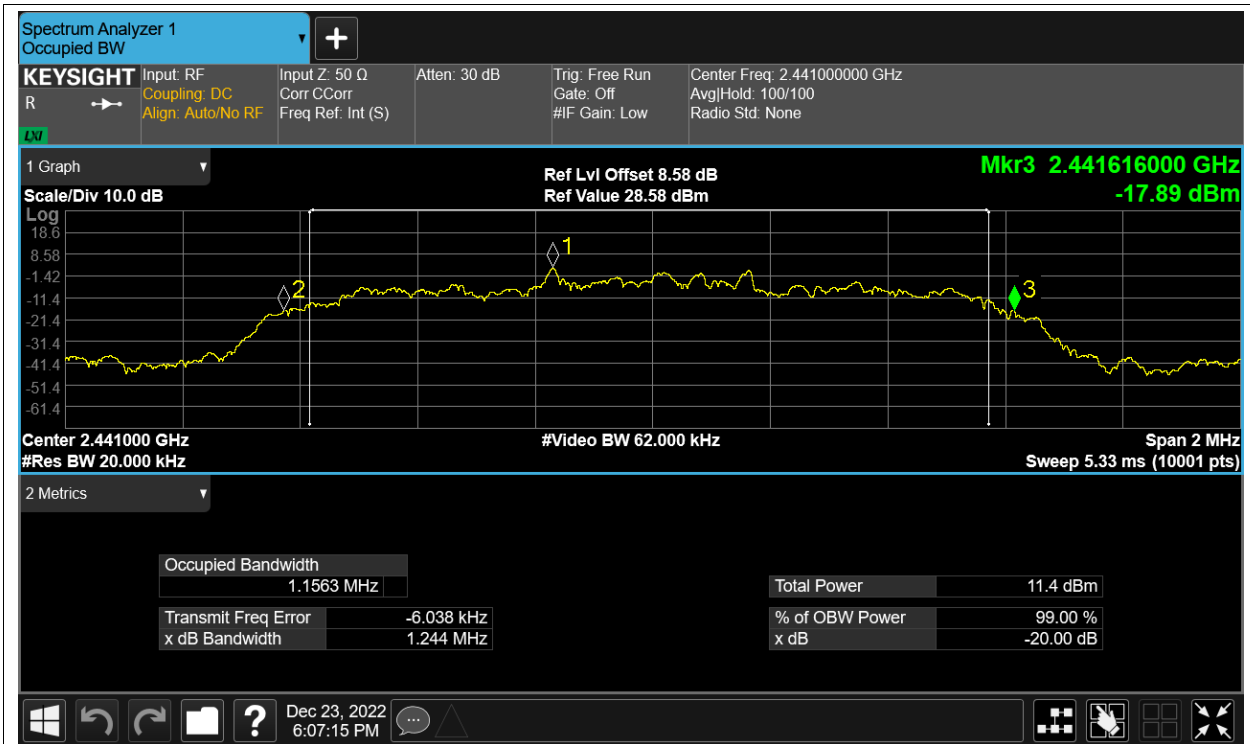 Spectrum Analyzer 1
Occupied BW
KEYSIGHT
R
LXI
Input: RF
Coupling: DC
Align: Auto/No RF
Input Z: 50 Ω
Corr CCorr
Freq Ref: Int (S)
Atten: 30 dB
Trig: Free Run
Gate: Off
#IF Gain: Low
Center Freq: 2.441000000 GHz
Avg|Hold: 100/100
Radio Std: None
1 Graph
Scale/Div 10.0 dB
Ref Lvl Offset 8.58 dB
Ref Value 28.58 dBm
Mkr3 2.441616000 GHz
-17.89 dBm
Log
18.6
8.58
-1.42
-11.4
-21.4
-31.4
-41.4
-51.4
-61.4
1
2
3
Center 2.441000 GHz
#Video BW 62.000 kHz
Span 2 MHz
#Res BW 20.000 kHz
Sweep 5.33 ms (10001 pts)
2 Metrics
Occupied Bandwidth
1.1563 MHz
Total Power 11.4 dBm
Transmit Freq Error -6.038 kHz
% of OBW Power 99.00 %
x dB Bandwidth 1.244 MHz
x dB -20.00 dB
?
Dec 23, 2022
6:07:15 PM